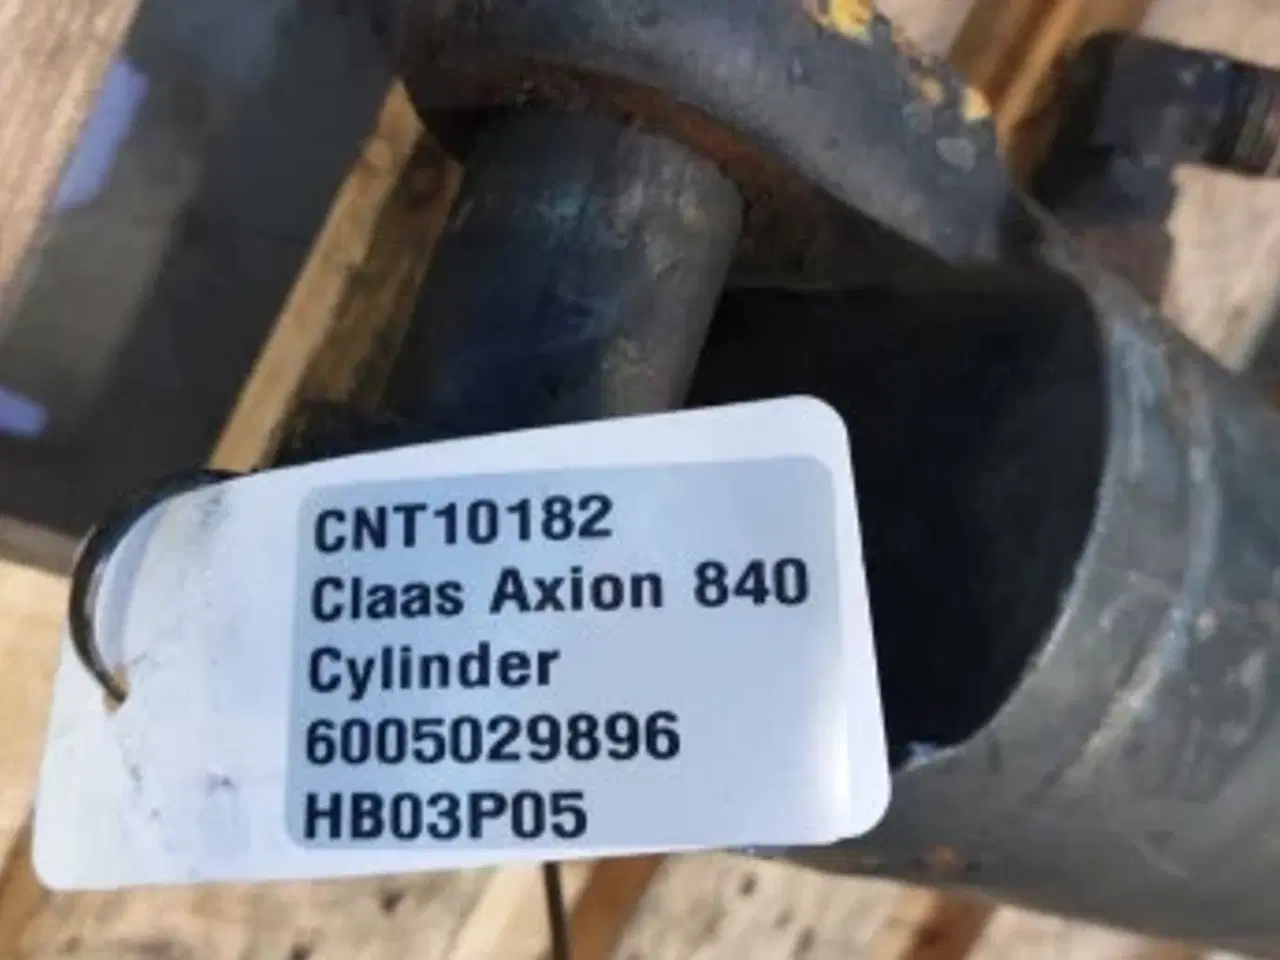 CNT10182
Claas Axion 840
Cylinder
6005029896
HB03P05